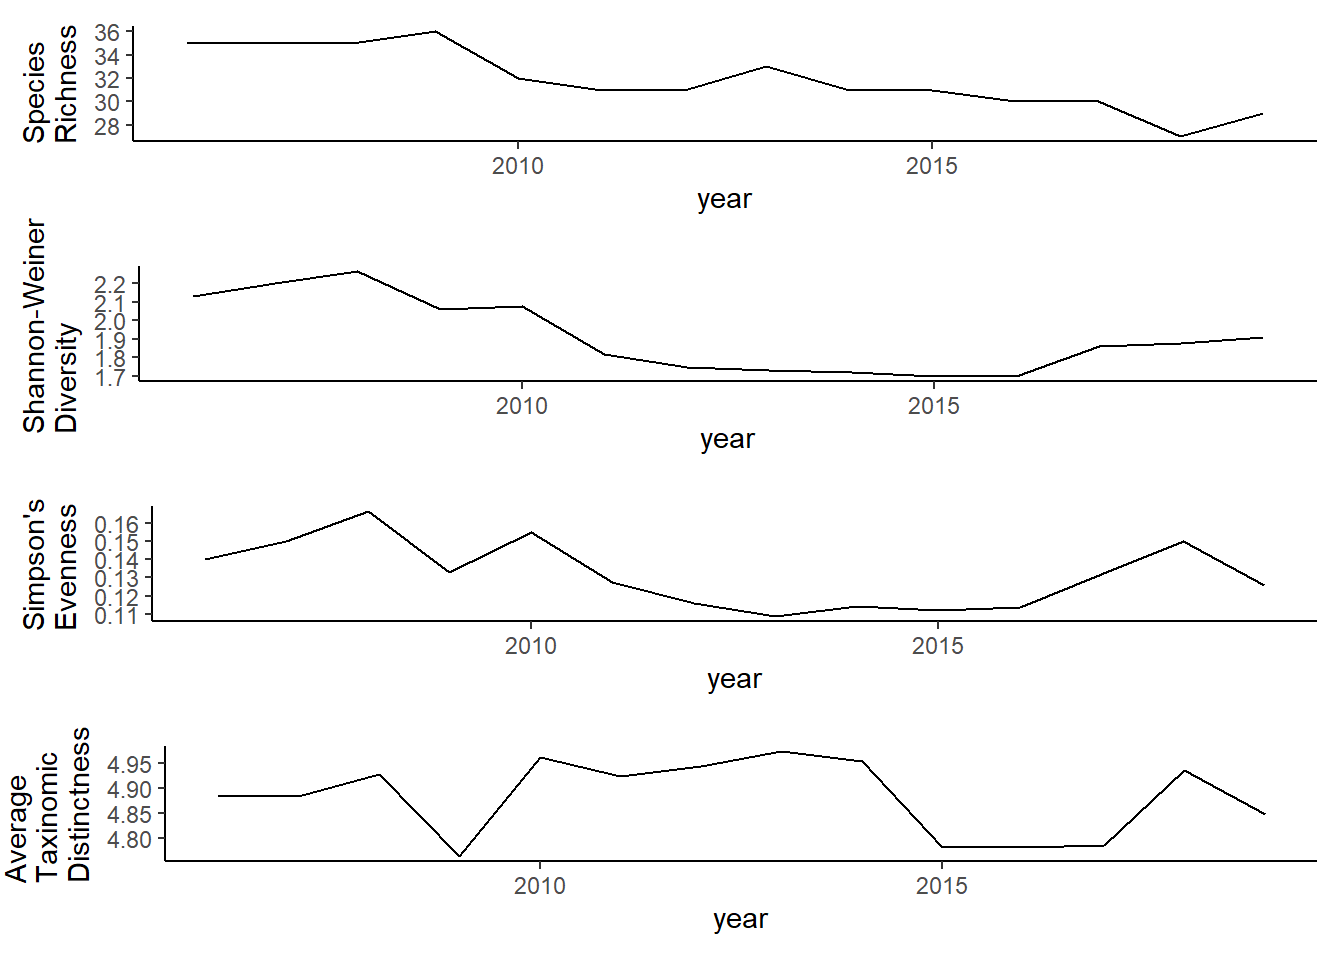 Species
Richness
36
34
32
30
28
2010
2015
year
Shannon-Weiner
Diversity
2.2
2.1
2.0
1.9
1.8
1.7
2010
2015
year
Simpson's
Evenness
0.16
0.15
0.14
0.13
0.12
0.11
2010
2015
year
Average
Taxinomic
Distinctness
4.95
4.90
4.85
4.80
2010
2015
year